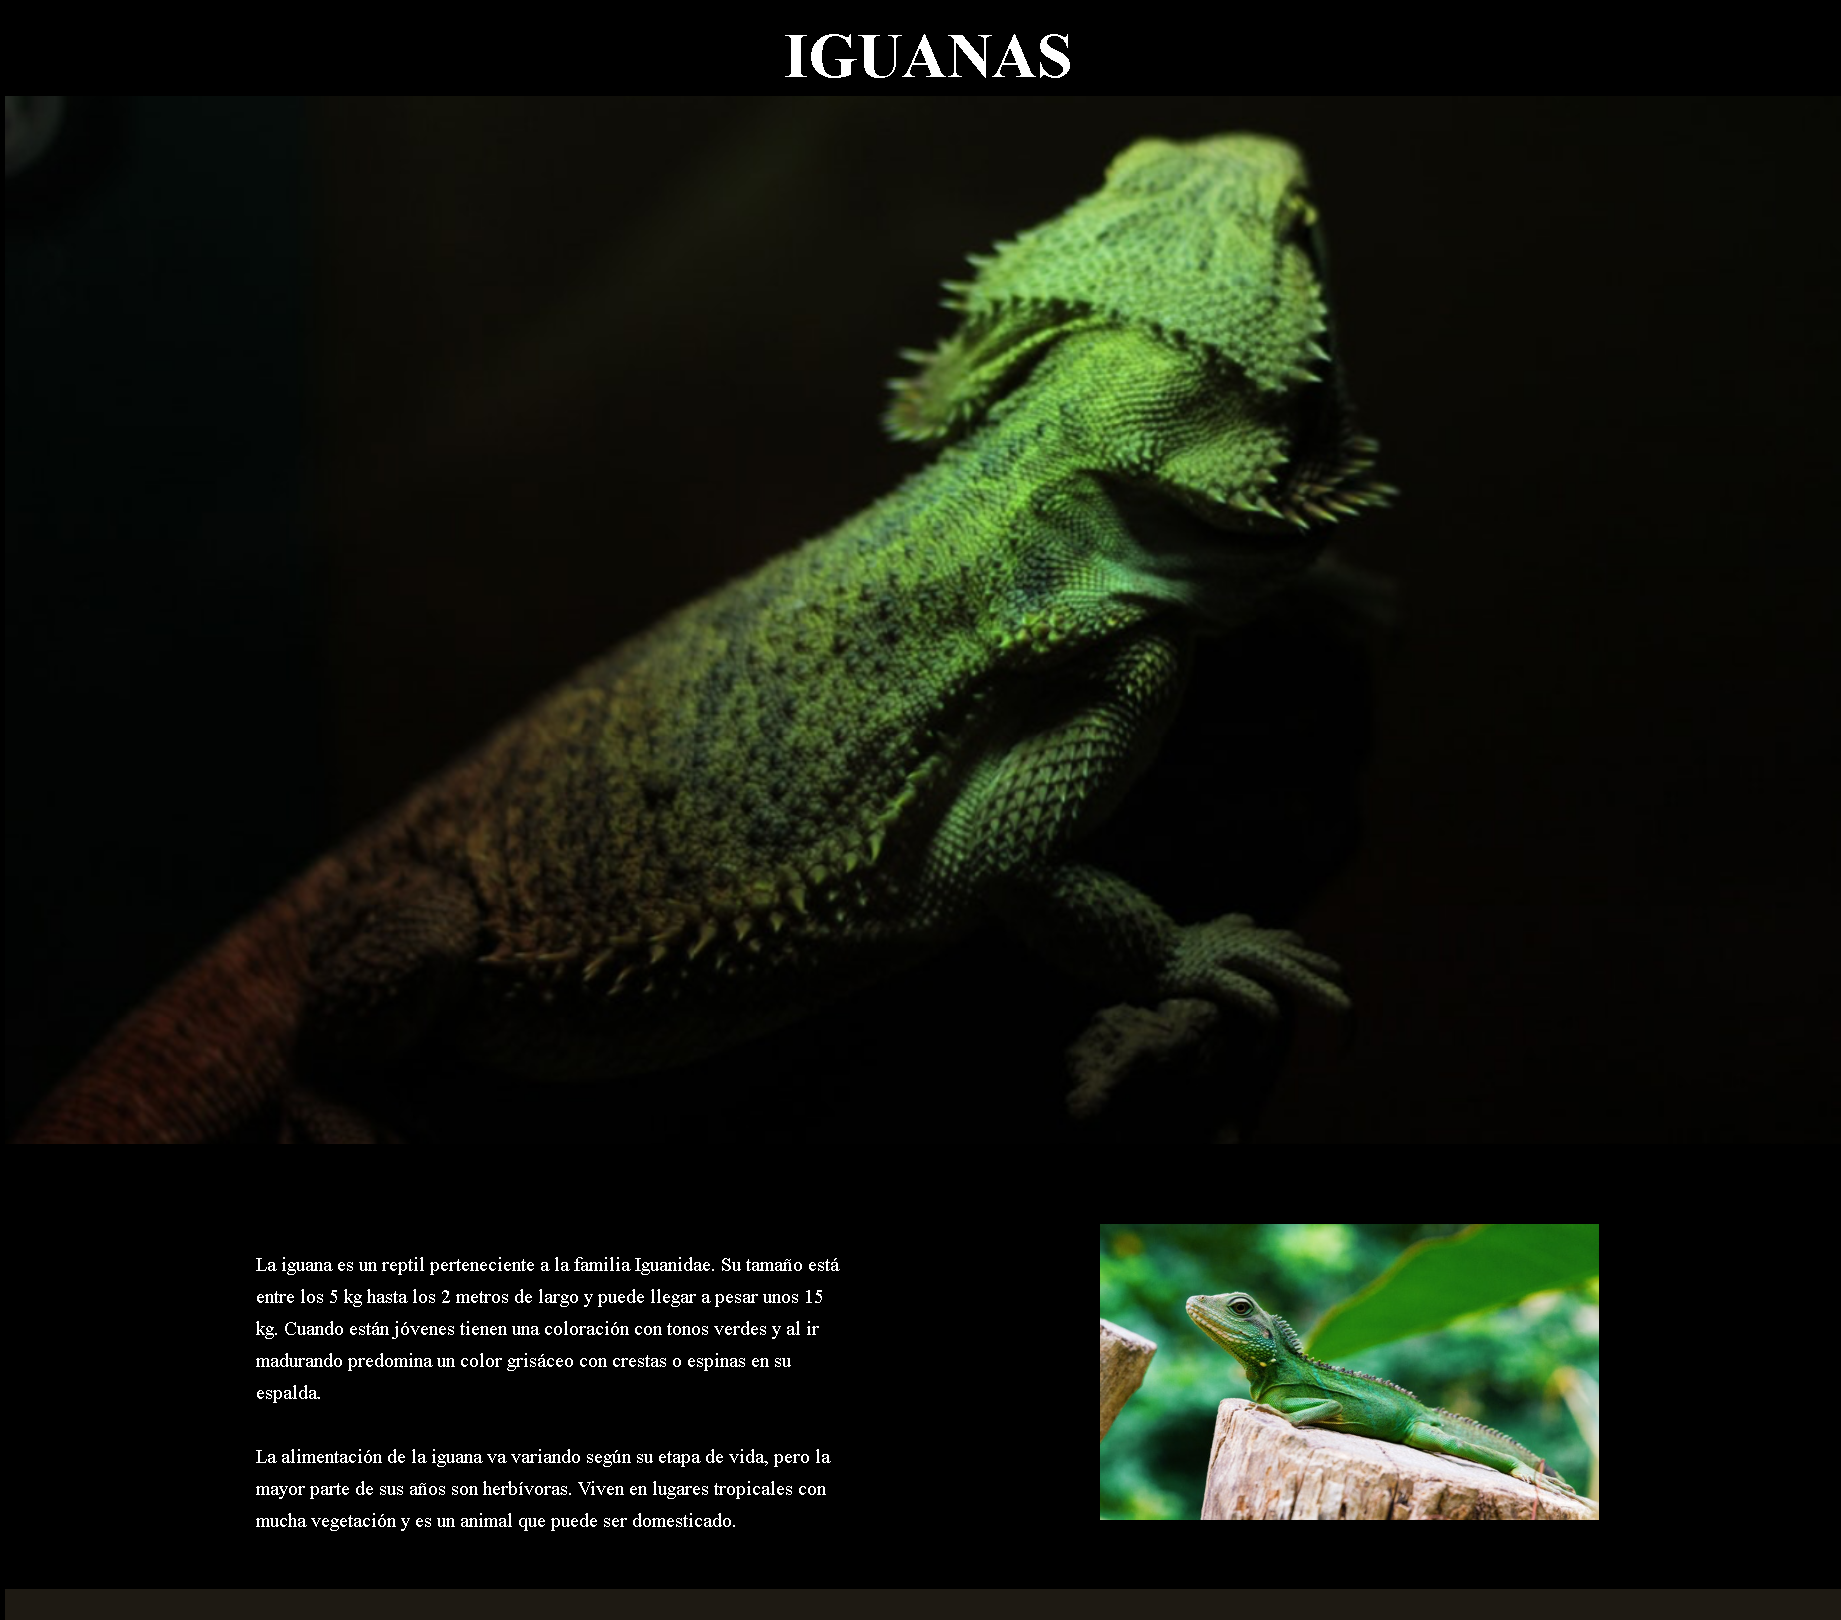 IGUANAS
La iguana es un reptil perteneciente a la familia Iguanidae. Su tamaño está
entre los 5 kg hasta los 2 metros de largo y puede llegar a pesar unos 15
kg. Cuando están jóvenes tienen una coloración con tonos verdes y al ir
madurando predomina un color grisáceo con crestas o espinas en su
espalda.
La alimentación de la iguana va variando según su etapa de vida, pero la
mayor parte de sus años son herbívoras. Viven en lugares tropicales con
mucha vegetación y es un animal que puede ser domesticado.